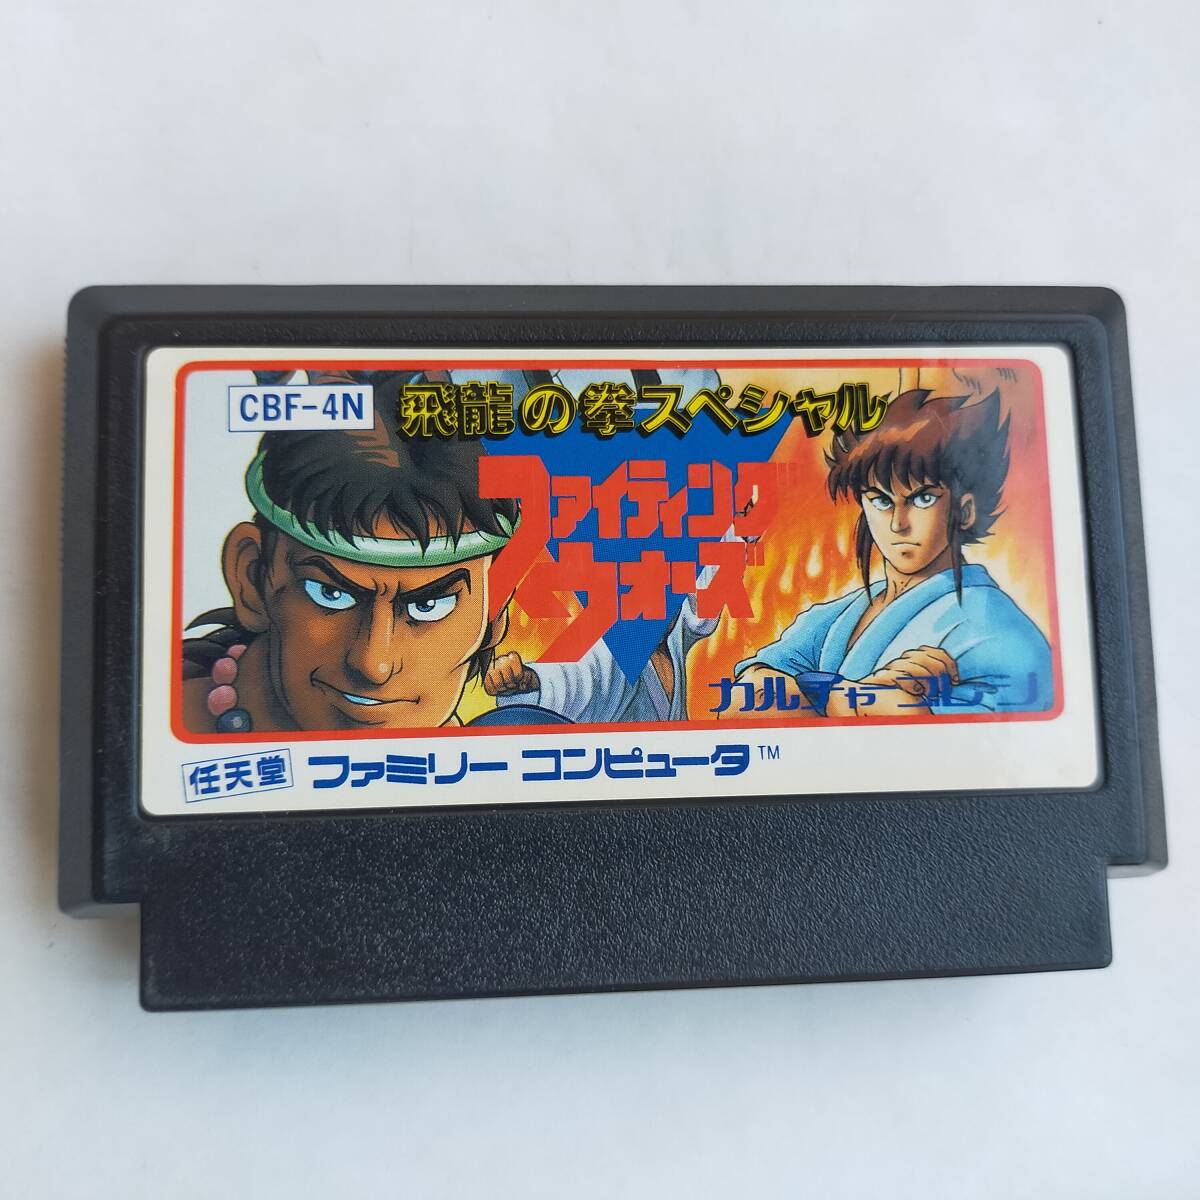 CBF-4N
飛龍の拳スペシャル
ファイティング
ウォーズ
カルチャーブレーン
任天堂 ファミリー コンピュータ™